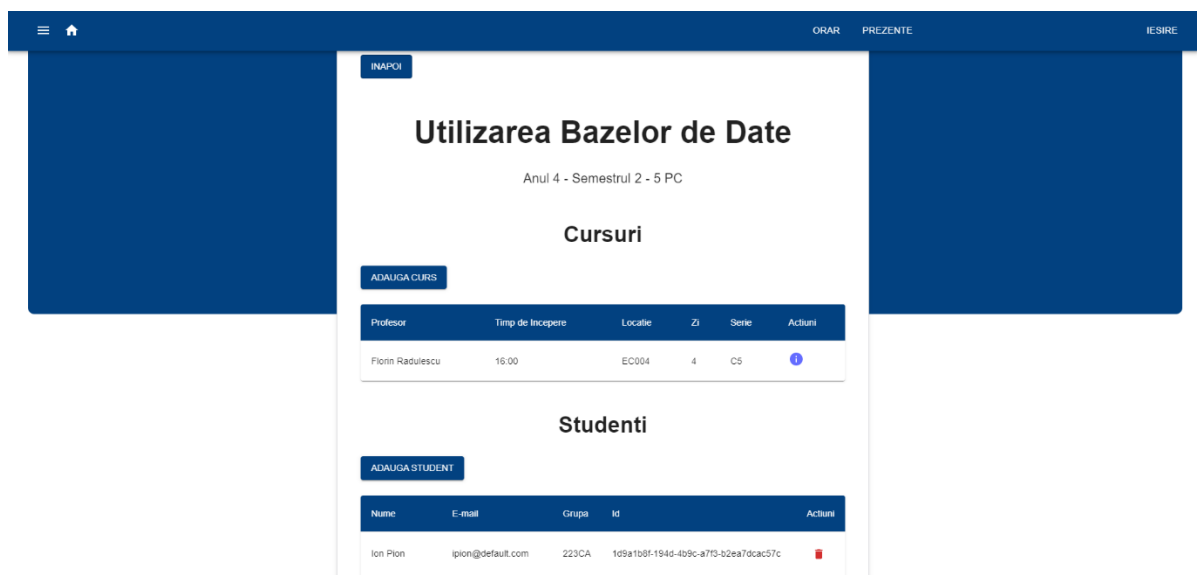 ORAR PREZENTE IESIRE
INAPOI
Utilizarea Bazelor de Date
Anul 4 - Semestrul 2 - 5 PC
Cursuri
ADAUGA CURS
Profesor Timp de Incepere Locatie Zi Serie Actiuni
Florin Radulescu 16:00 EC004 4 C5
Studenti
ADAUGA STUDENT
Nume E-mail Grupa Id Actiuni
Ion Pion ipion@default.com 223CA 1d9a1b8f-194d-4b9c-a7f3-b2ea7dcac57c